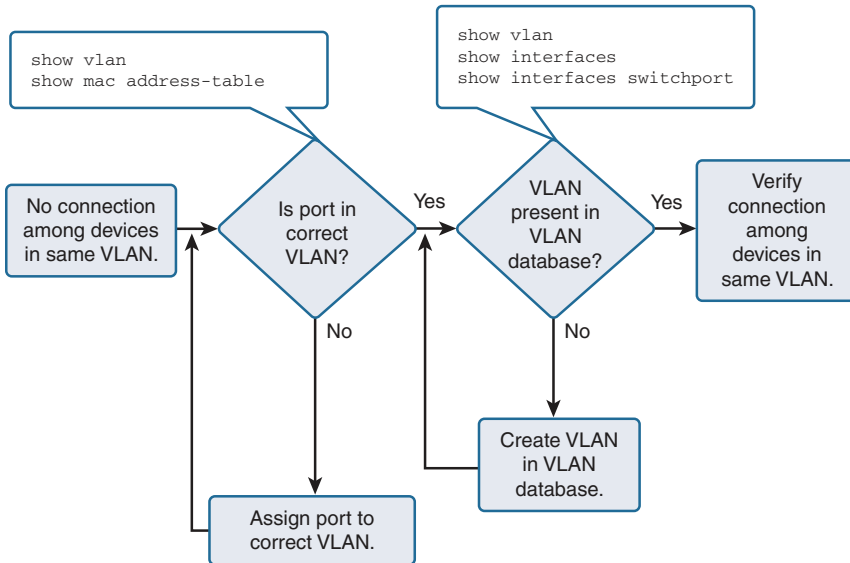 show vlan
show mac address-table
show vlan
show interfaces
show interfaces switchport
No connection
among devices
in same VLAN.
Is port in
correct
VLAN?
Yes
VLAN
present in
VLAN
database?
Yes
Verify
connection
among
devices in
same VLAN.
No
No
Create VLAN
in VLAN
database.
Assign port to
correct VLAN.